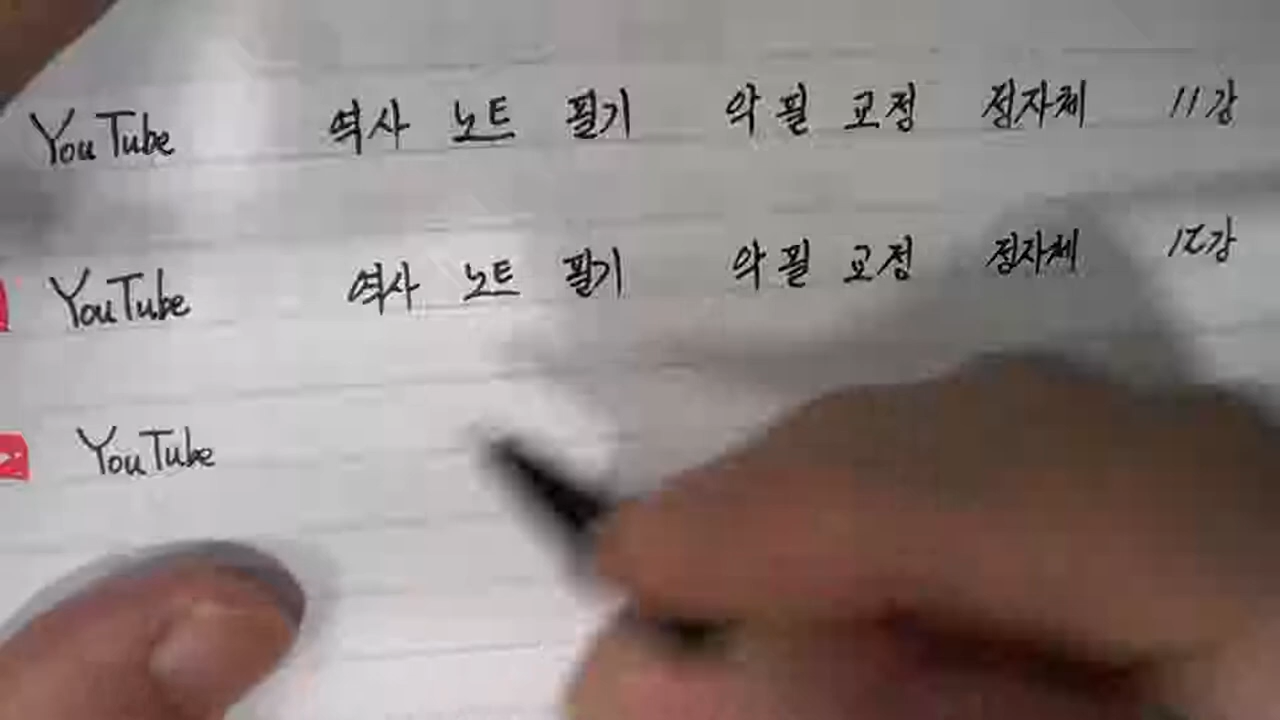 YouTube 역사 노트 필기 악필 교정 정자체 11강
YouTube 역사 노트 필기 악필 교정 정자체 12강
YouTube